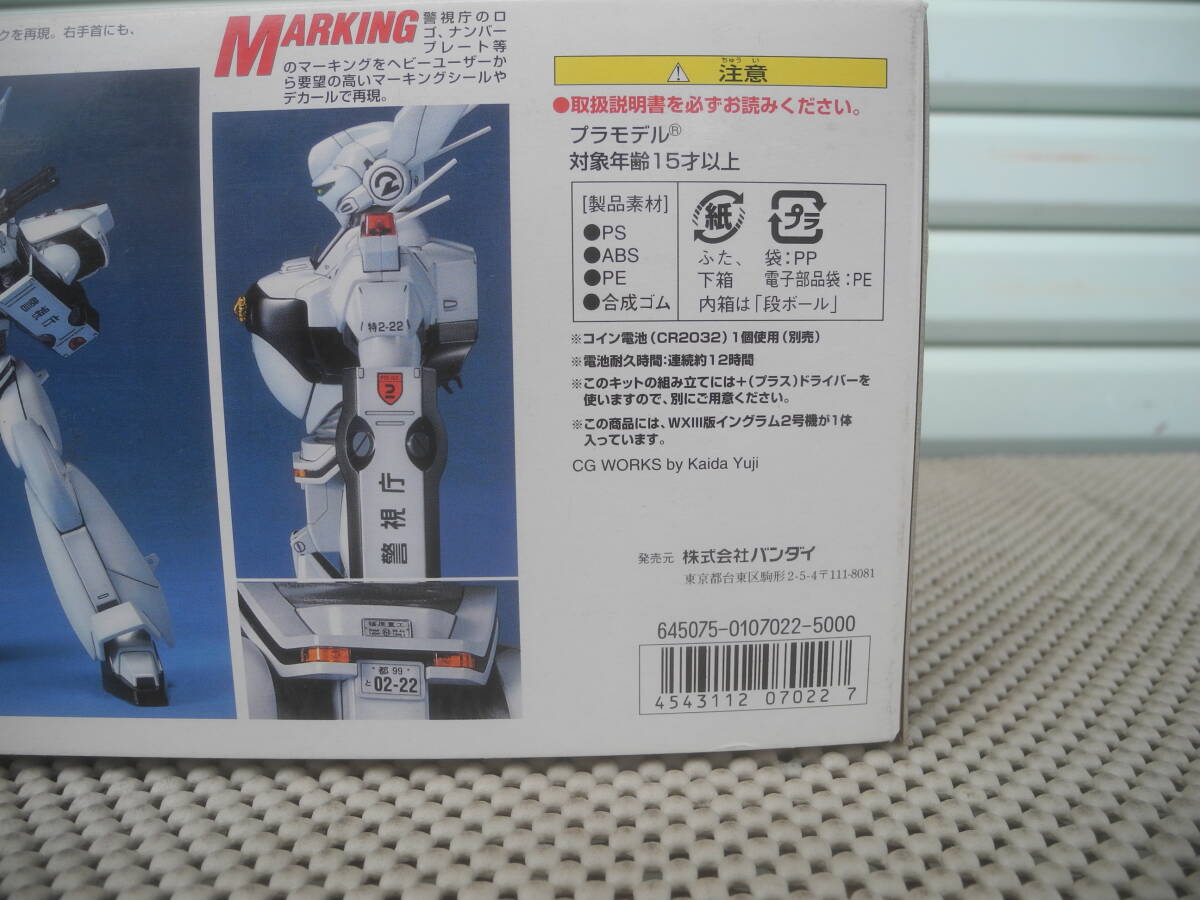 クを再現。右手首にも、
MARKING
警視庁のロ
ゴ、ナンバー
プレート等
のマーキングをヘビーユーザーか
ら要望の高いマーキングシールや
デカールで再現。
警視庁
特2-22
2
警視庁
篠原重工
都 99
と 02-22
ちゅう い
注意
●取扱説明書を必ずお読みください。
プラモデル®
対象年齢15才以上
[製品素材]
●PS
●ABS
●PE
●合成ゴム
紙
プラ
ふた、 袋:PP
下箱 電子部品袋:PE
内箱は「段ボール」
※コイン電池(CR2032)1個使用(別売)
※電池耐久時間:連続約12時間
※このキットの組み立てには+(プラス)ドライバーを
使いますので、別にご用意ください。
※この商品には、WXIII版イングラム2号機が1体
入っています。
CG WORKS by Kaida Yuji
発売元 株式会社バンダイ
東京都台東区駒形2-5-4〒111-8081
645075-0107022-5000
4543112 07022 7